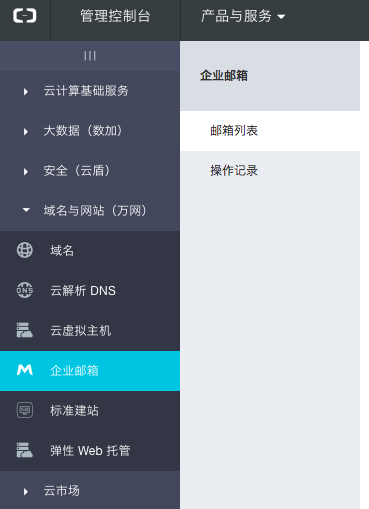 管理控制台
产品与服务
企业邮箱
云计算基础服务
邮箱列表
大数据（数加）
安全（云盾）
操作记录
域名与网站（万网）
域名
DNS
云解析 DNS
云虚拟主机
企业邮箱
标准建站
弹性 Web 托管
云市场